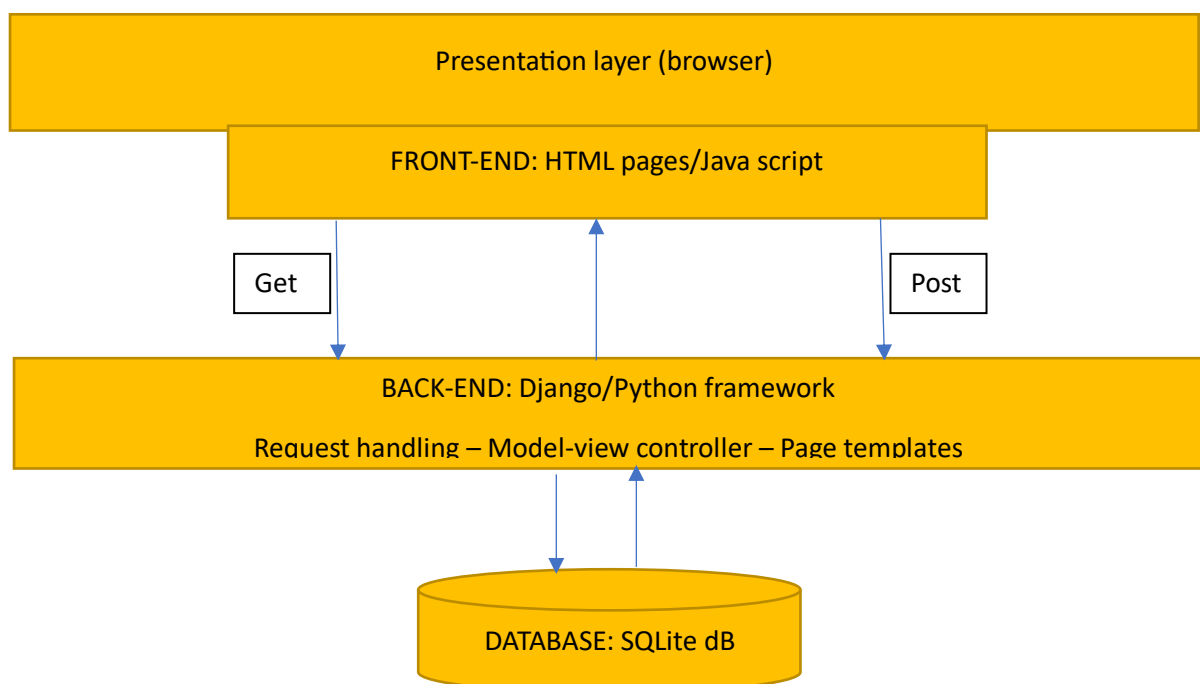 Presentation layer (browser)
FRONT-END: HTML pages/Java script
Get
Post
BACK-END: Django/Python framework
Request handling – Model-view controller – Page templates
DATABASE: SQLite dB